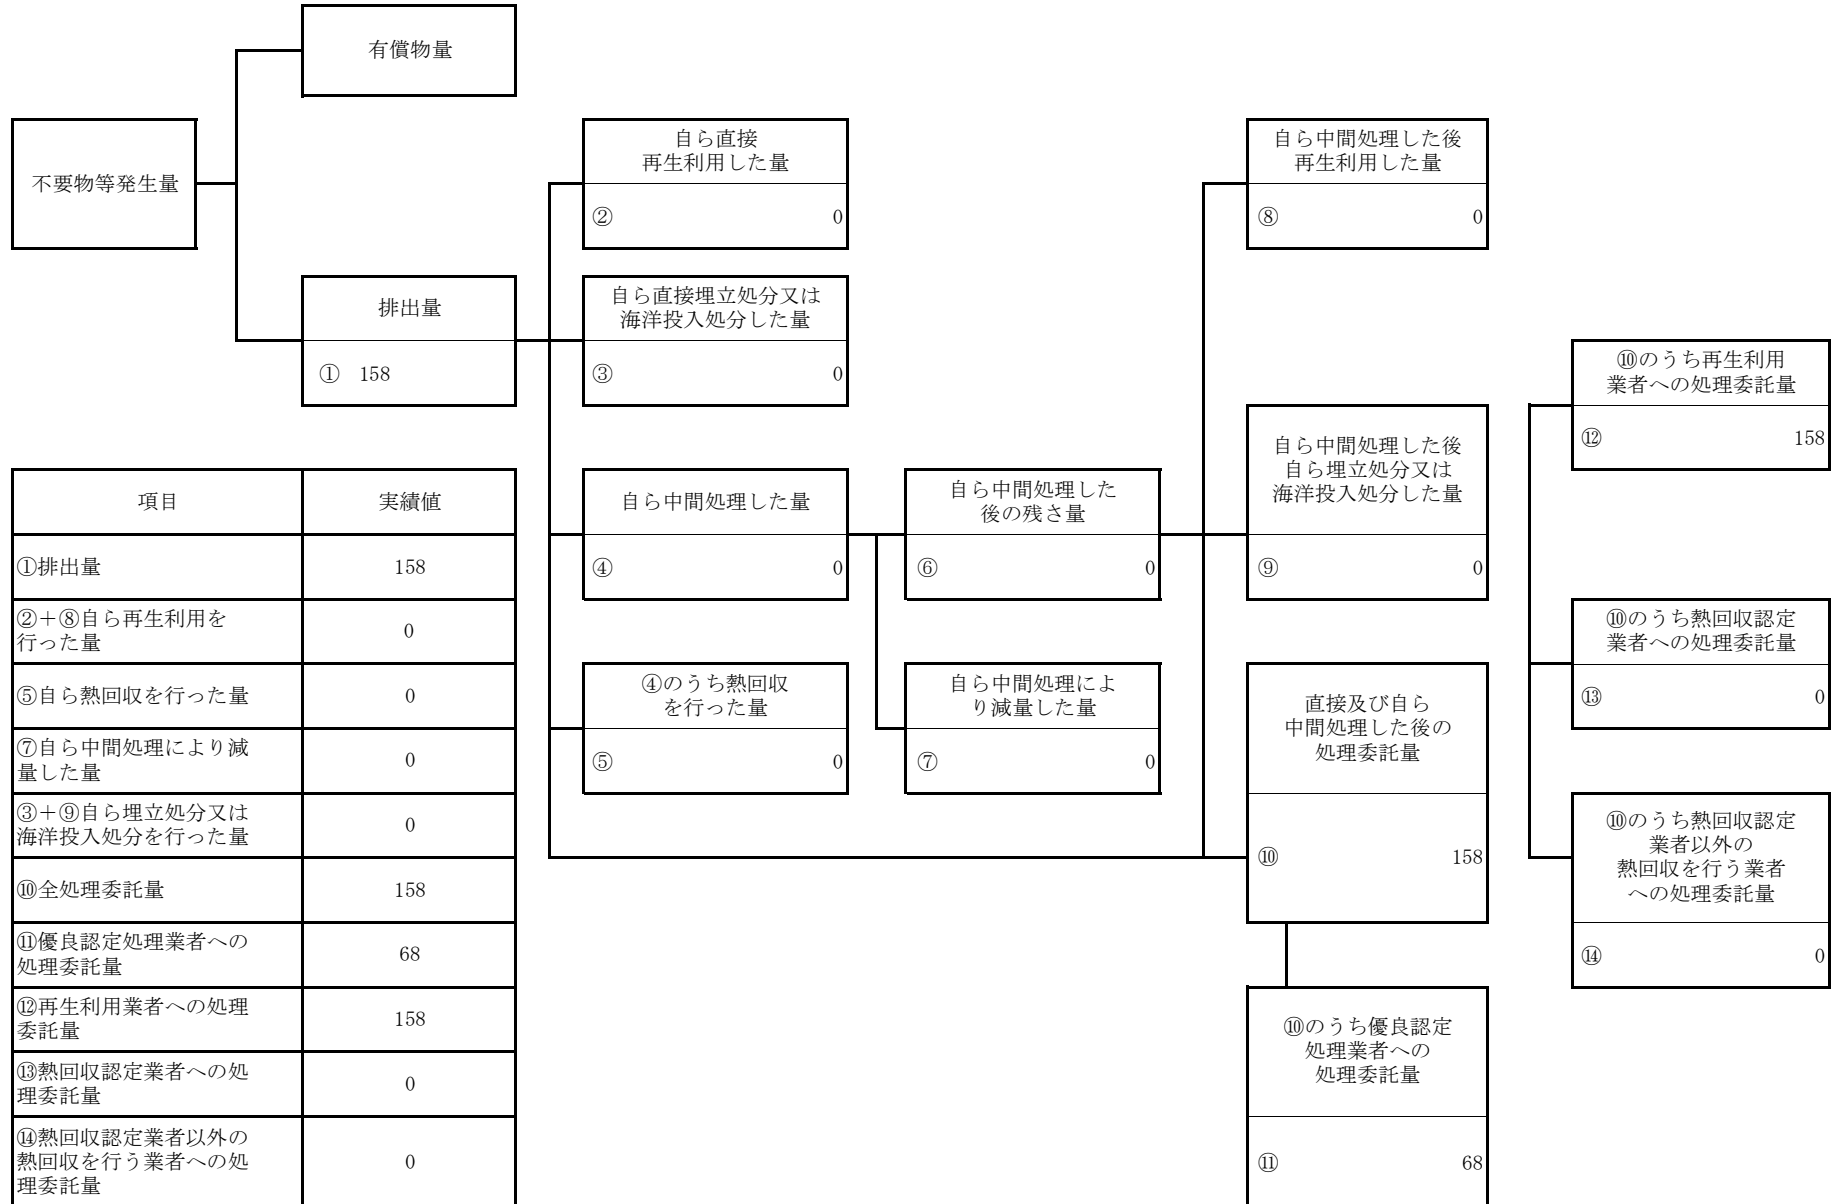 有償物量
不要物等発生量
排出量
① 158
自ら直接
再生利用した量
② 0
自ら直接埋立処分又は
海洋投入処分した量
③ 0
自ら中間処理した量
④ 0
④のうち熱回収
を行った量
⑤ 0
自ら中間処理した
後の残さ量
⑥ 0
自ら中間処理によ
り減量した量
⑦ 0
自ら中間処理した後
再生利用した量
⑧ 0
自ら中間処理した後
自ら埋立処分又は
海洋投入処分した量
⑨ 0
直接及び自ら
中間処理した後の
処理委託量
⑩ 158
⑩のうち優良認定
処理業者への
処理委託量
⑪ 68
⑩のうち再生利用
業者への処理委託量
⑫ 158
⑩のうち熱回収認定
業者への処理委託量
⑬ 0
⑩のうち熱回収認定
業者以外の
熱回収を行う業者
への処理委託量
⑭ 0
項目 実績値
①排出量 158
②+⑧自ら再生利用を
行った量 0
⑤自ら熱回収を行った量 0
⑦自ら中間処理により減
量した量 0
③+⑨自ら埋立処分又は
海洋投入処分を行った量 0
⑩全処理委託量 158
⑪優良認定処理業者への
処理委託量 68
⑫再生利用業者への処理
委託量 158
⑬熱回収認定業者への処
理委託量 0
⑭熱回収認定業者以外の
熱回収を行う業者への処
理委託量 0